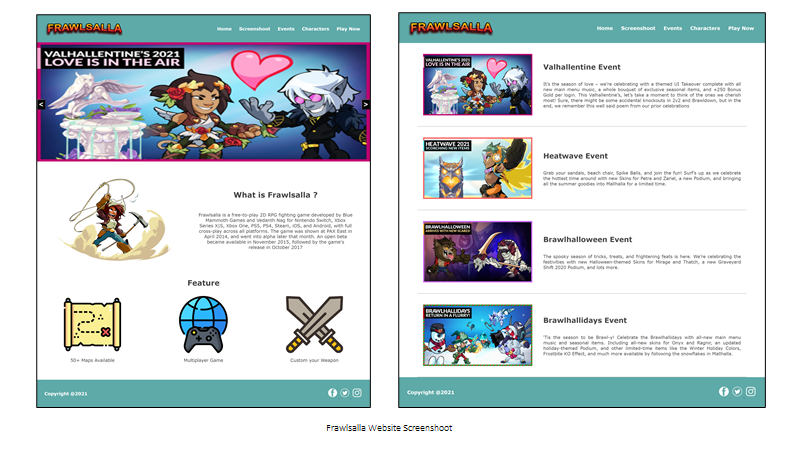 FRAWLSALLA
Home Screenshoot Events Characters Play Now
VALHALLENTINE'S 2021
LOVE IS IN THE AIR
< >
What is Frawlsalla ?
Frawlsalla is a free-to-play 2D RPG fighting game developed by Blue
Mammoth Games and Vedanth Nag for Nintendo Switch, Xbox
Series X|S, Xbox One, PS5, PS4, Steam, iOS, and Android, with full
cross-play across all platforms. The game was shown at PAX East in
April 2014, and went into alpha later that month. An open beta
became available in November 2015, followed by the game's
release in October 2017
Feature
50+ Maps Available
Multiplayer Game
Custom your Weapon
Copyright @2021
FRAWLSALLA
Home Screenshoot Events Characters Play Now
VALHALLENTINE'S 2021
LOVE IS IN THE AIR
Valhallentine Event
It's the season of love – we're celebrating with a themed UI Takeover complete with all
new main menu music, a whole bouquet of exclusive seasonal items, and +250 Bonus
Gold per login. This Valhallentine's, let's take a moment to think of the ones we cherish
most! Sure, there might be some accidental knockouts in 2v2 and Brawldown, but in the
end, we remember this well said poem from our prior celebrations
HEATWAVE 2021
SCORCHING NEW ITEMS
Heatwave Event
Grab your sandals, beach chair, Spike Balls, and join the fun! Surf's up as we celebrate
the hottest time around with new Skins for Petra and Zariel, a new Podium, and bringing
all the summer goodies into Mallhalla for a limited time.
BRAWLHALLOWEEN
ARRIVES WITH NEW SCARES!
Brawlhalloween Event
The spooky season of tricks, treats, and frightening feats is here. We're celebrating the
festivities with new Halloween-themed Skins for Mirage and Thatch, a new Graveyard
Shift 2020 Podium, and lots more.
BRAWLHALLIDAYS
RETURN IN A FLURRY!
Brawlhallidays Event
'Tis the season to be Brawl-y! Celebrate the Brawlhallidays with all-new main menu
music and seasonal items. Including all-new skins for Onyx and Ragnir, an updated
holiday-themed Podium, and other limited-time items like the Winter Holiday Colors,
Frostbite KO Effect, and much more available by following the snowflakes in Mallhalla.
Copyright @2021
Frawlsalla Website Screenshoot